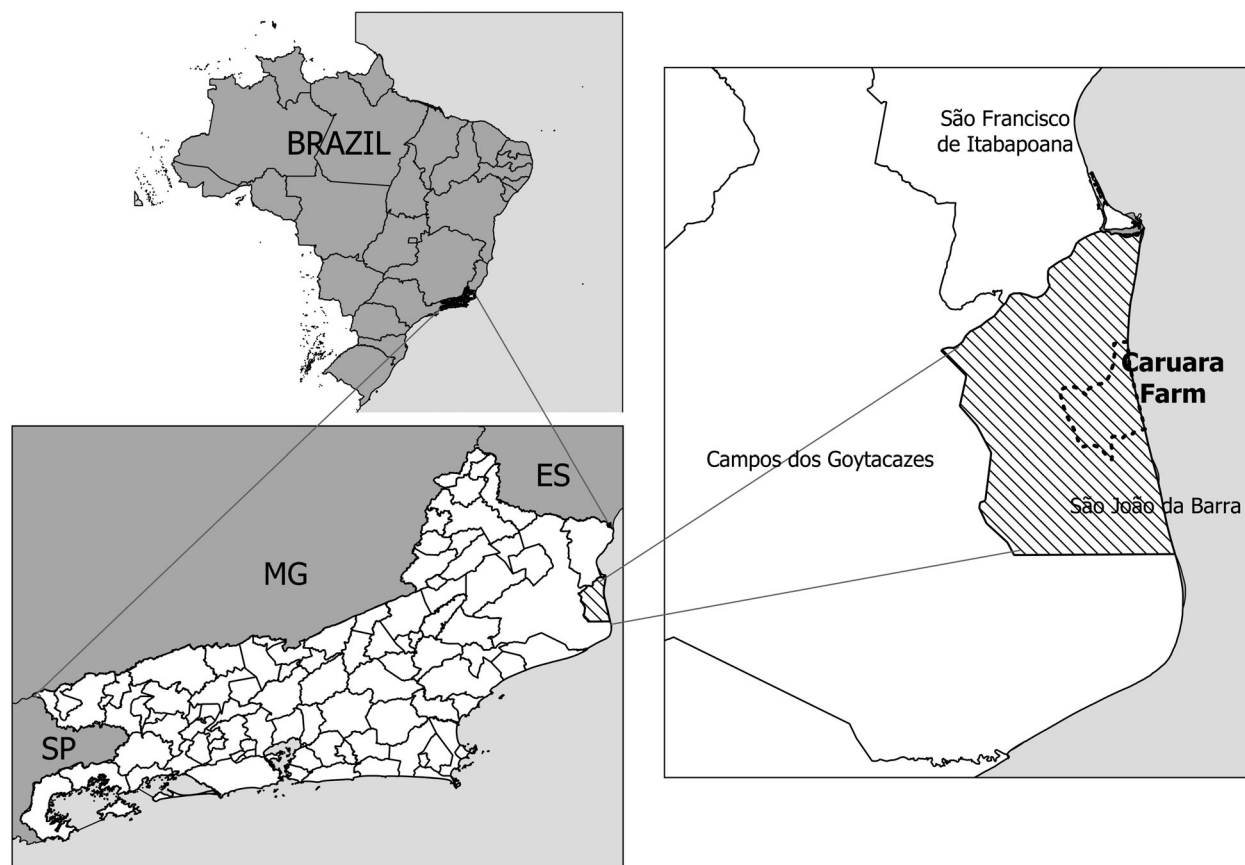 BRAZIL
ES
MG
SP
São Francisco
de Itabapoana
Caruara
Farm
Campos dos Goytacazes
São João da Barra